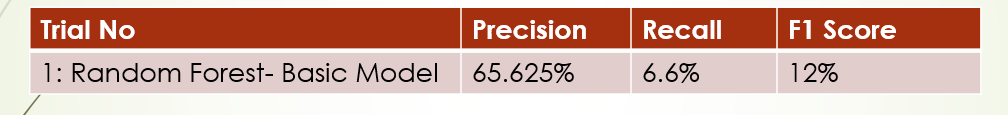 Trial No Precision Recall F1 Score
1: Random Forest- Basic Model 65.625% 6.6% 12%